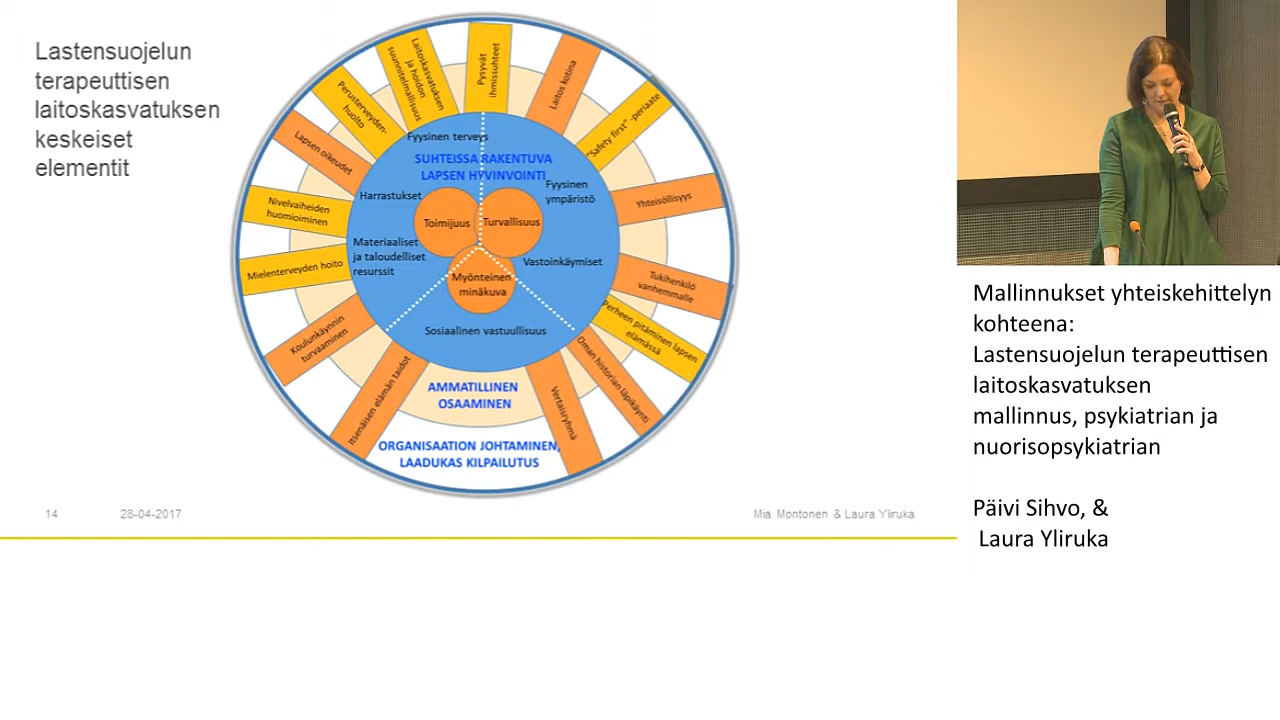 Lastensuojelun
terapeuttisen
laitoskasvatuksen
keskeiset
elementit
Laitoskasvatuksen
ja hoidon
suunnitelmallisuus
Pysyvät
ihmissuhteet
Laitos kotina
"Safety first" -periaate
Yhteisöllisyys
Tukihenkilö
vanhemmalle
Perheen pitäminen lapsen
elämässä
Oman historian läpikäynti
Vertaisryhmä
Itsenäisen elämän taidot
Koulunkäynnin
turvaaminen
Mielenterveyden hoito
Nivelvaiheiden
huomioiminen
Lapsen oikeudet
Perusterveyden-
huolto
Fyysinen terveys
SUHTEISSA RAKENTUVA
LAPSEN HYVINVOINTI
Harrastukset
Fyysinen
ympäristö
Toimijuus
Turvallisuus
Materiaaliset
ja taloudelliset
resurssit
Vastoinkäymiset
Myönteinen
minäkuva
Sosiaalinen vastuullisuus
AMMATILLINEN
OSAAMINEN
ORGANISAATION JOHTAMINEN,
LAADUKAS KILPAILUTUS
14
28-04-2017
Mia Montonen & Laura Yliruka
Mallinnukset yhteiskehittelyn
kohteena:
Lastensuojelun terapeuttisen
laitoskasvatuksen
mallinnus, psykiatrian ja
nuorisopsykiatrian
Päivi Sihvo, &
Laura Yliruka